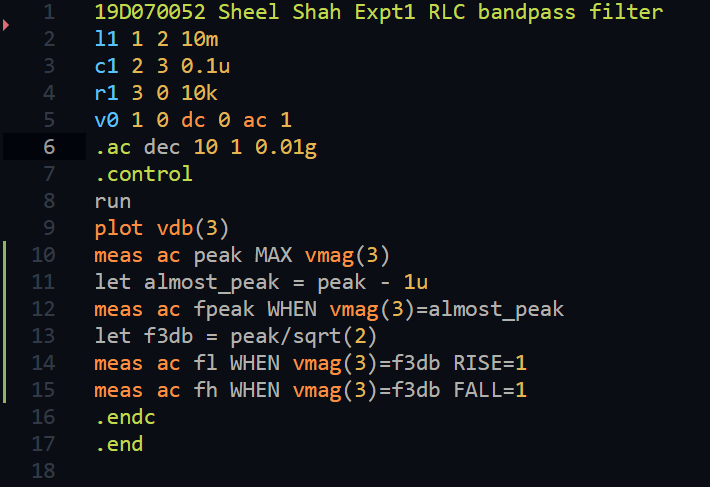 1 19D070052 Sheel Shah Expt1 RLC bandpass filter
2 l1 1 2 10m
3 c1 2 3 0.1u
4 r1 3 0 10k
5 v0 1 0 dc 0 ac 1
6 .ac dec 10 1 0.01g
7 .control
8 run
9 plot vdb(3)
10 meas ac peak MAX vmag(3)
11 let almost_peak = peak - 1u
12 meas ac fpeak WHEN vmag(3)=almost_peak
13 let f3db = peak/sqrt(2)
14 meas ac fl WHEN vmag(3)=f3db RISE=1
15 meas ac fh WHEN vmag(3)=f3db FALL=1
16 .endc
17 .end
18